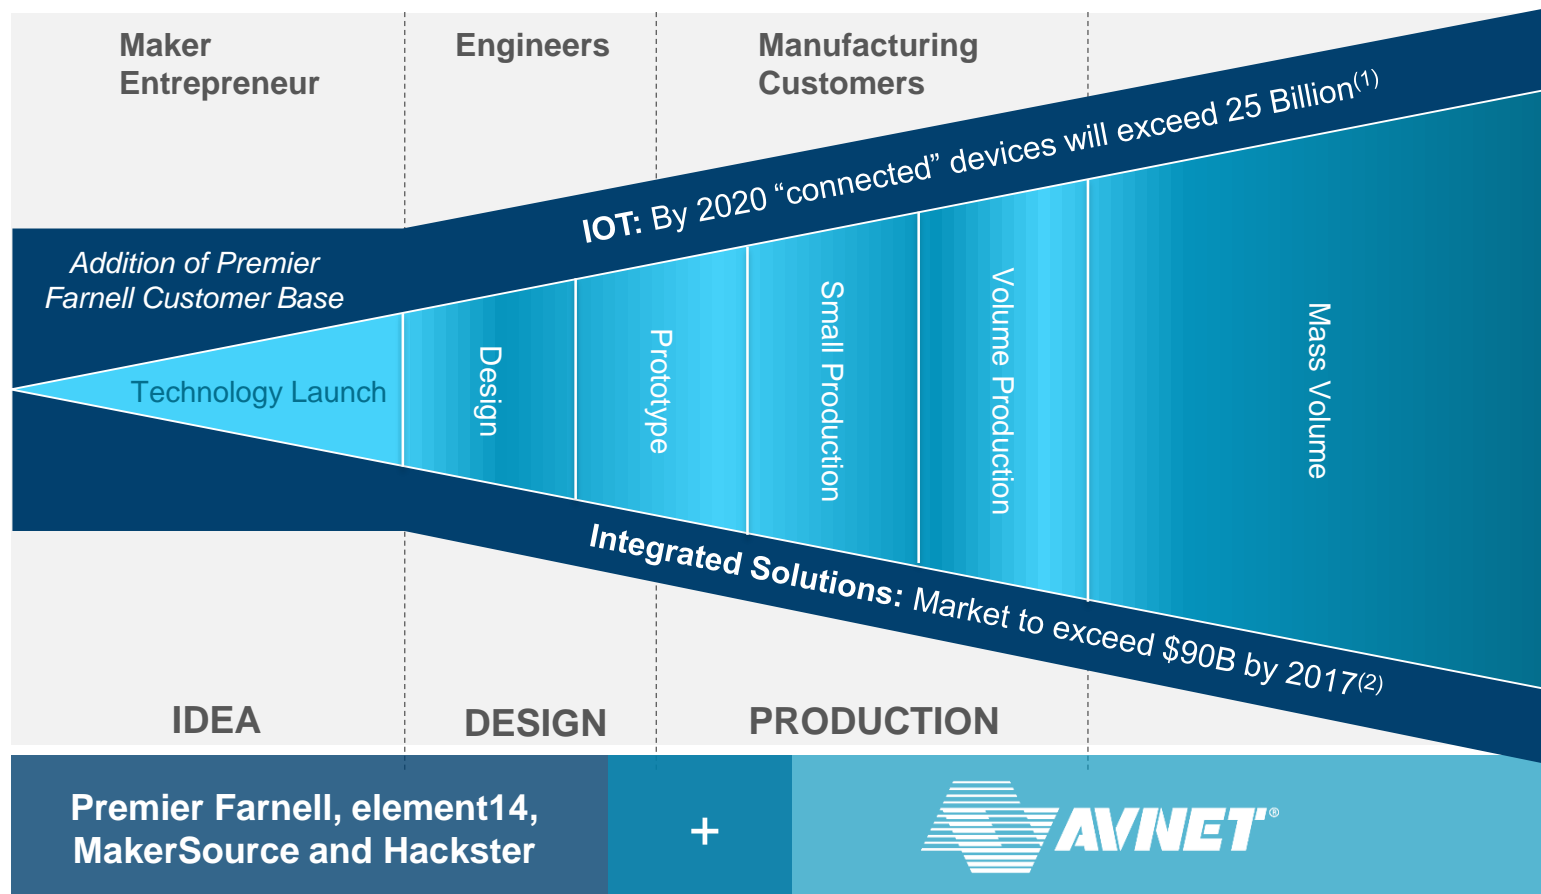 Maker
Entrepreneur
Engineers
Manufacturing
Customers
IOT: By 2020 “connected” devices will exceed 25 Billion(1)
Addition of Premier
Farnell Customer Base
Technology Launch
Design
Prototype
Small Production
Volume Production
Mass Volume
Integrated Solutions: Market to exceed $90B by 2017(2)
IDEA
DESIGN
PRODUCTION
Premier Farnell, element14,
MakerSource and Hackster
+
AVNET®